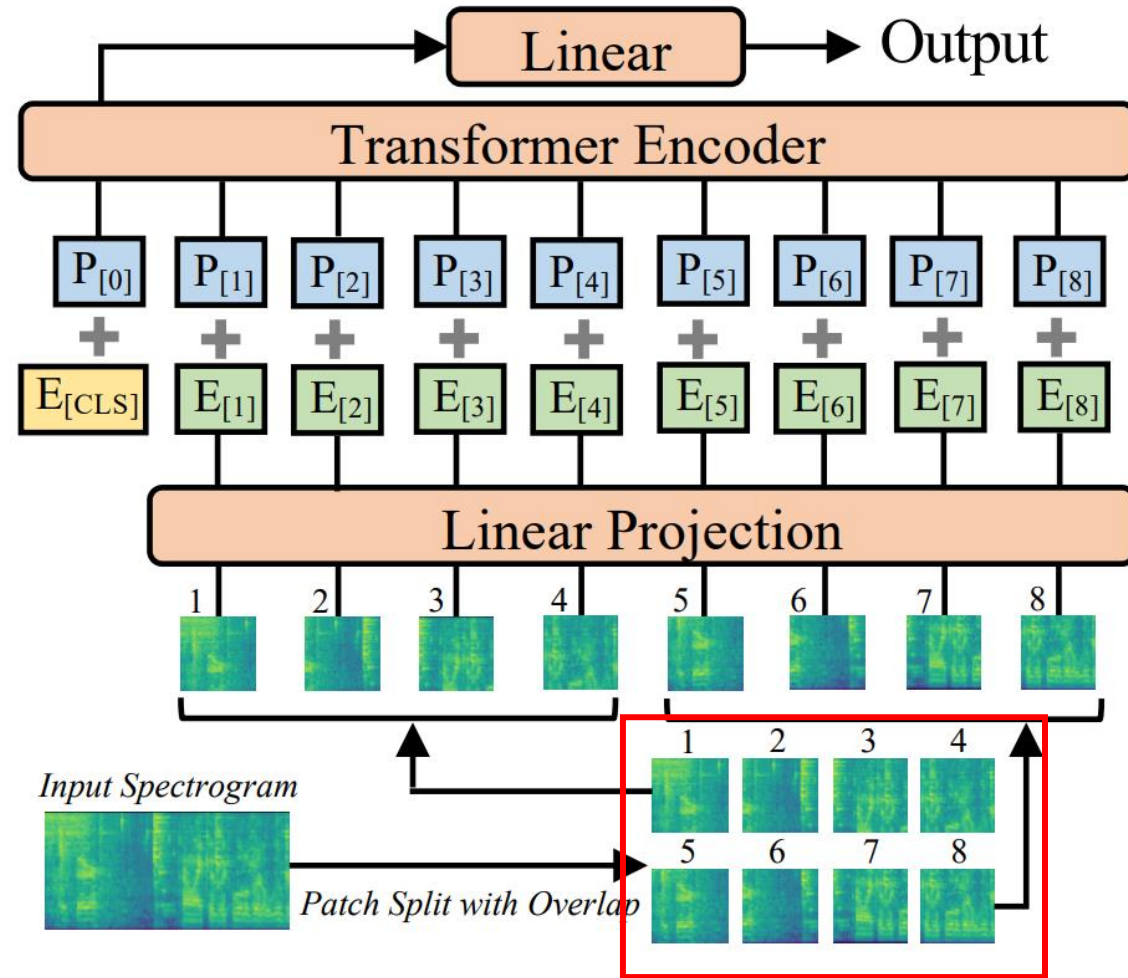 Linear Output
Transformer Encoder
P[0] P[1] P[2] P[3] P[4] P[5] P[6] P[7] P[8]
+ + + + + + + + +
E[CLS] E[1] E[2] E[3] E[4] E[5] E[6] E[7] E[8]
Linear Projection
1 2 3 4 5 6 7 8
1 2 3 4
Input Spectrogram
5 6 7 8
Patch Split with Overlap